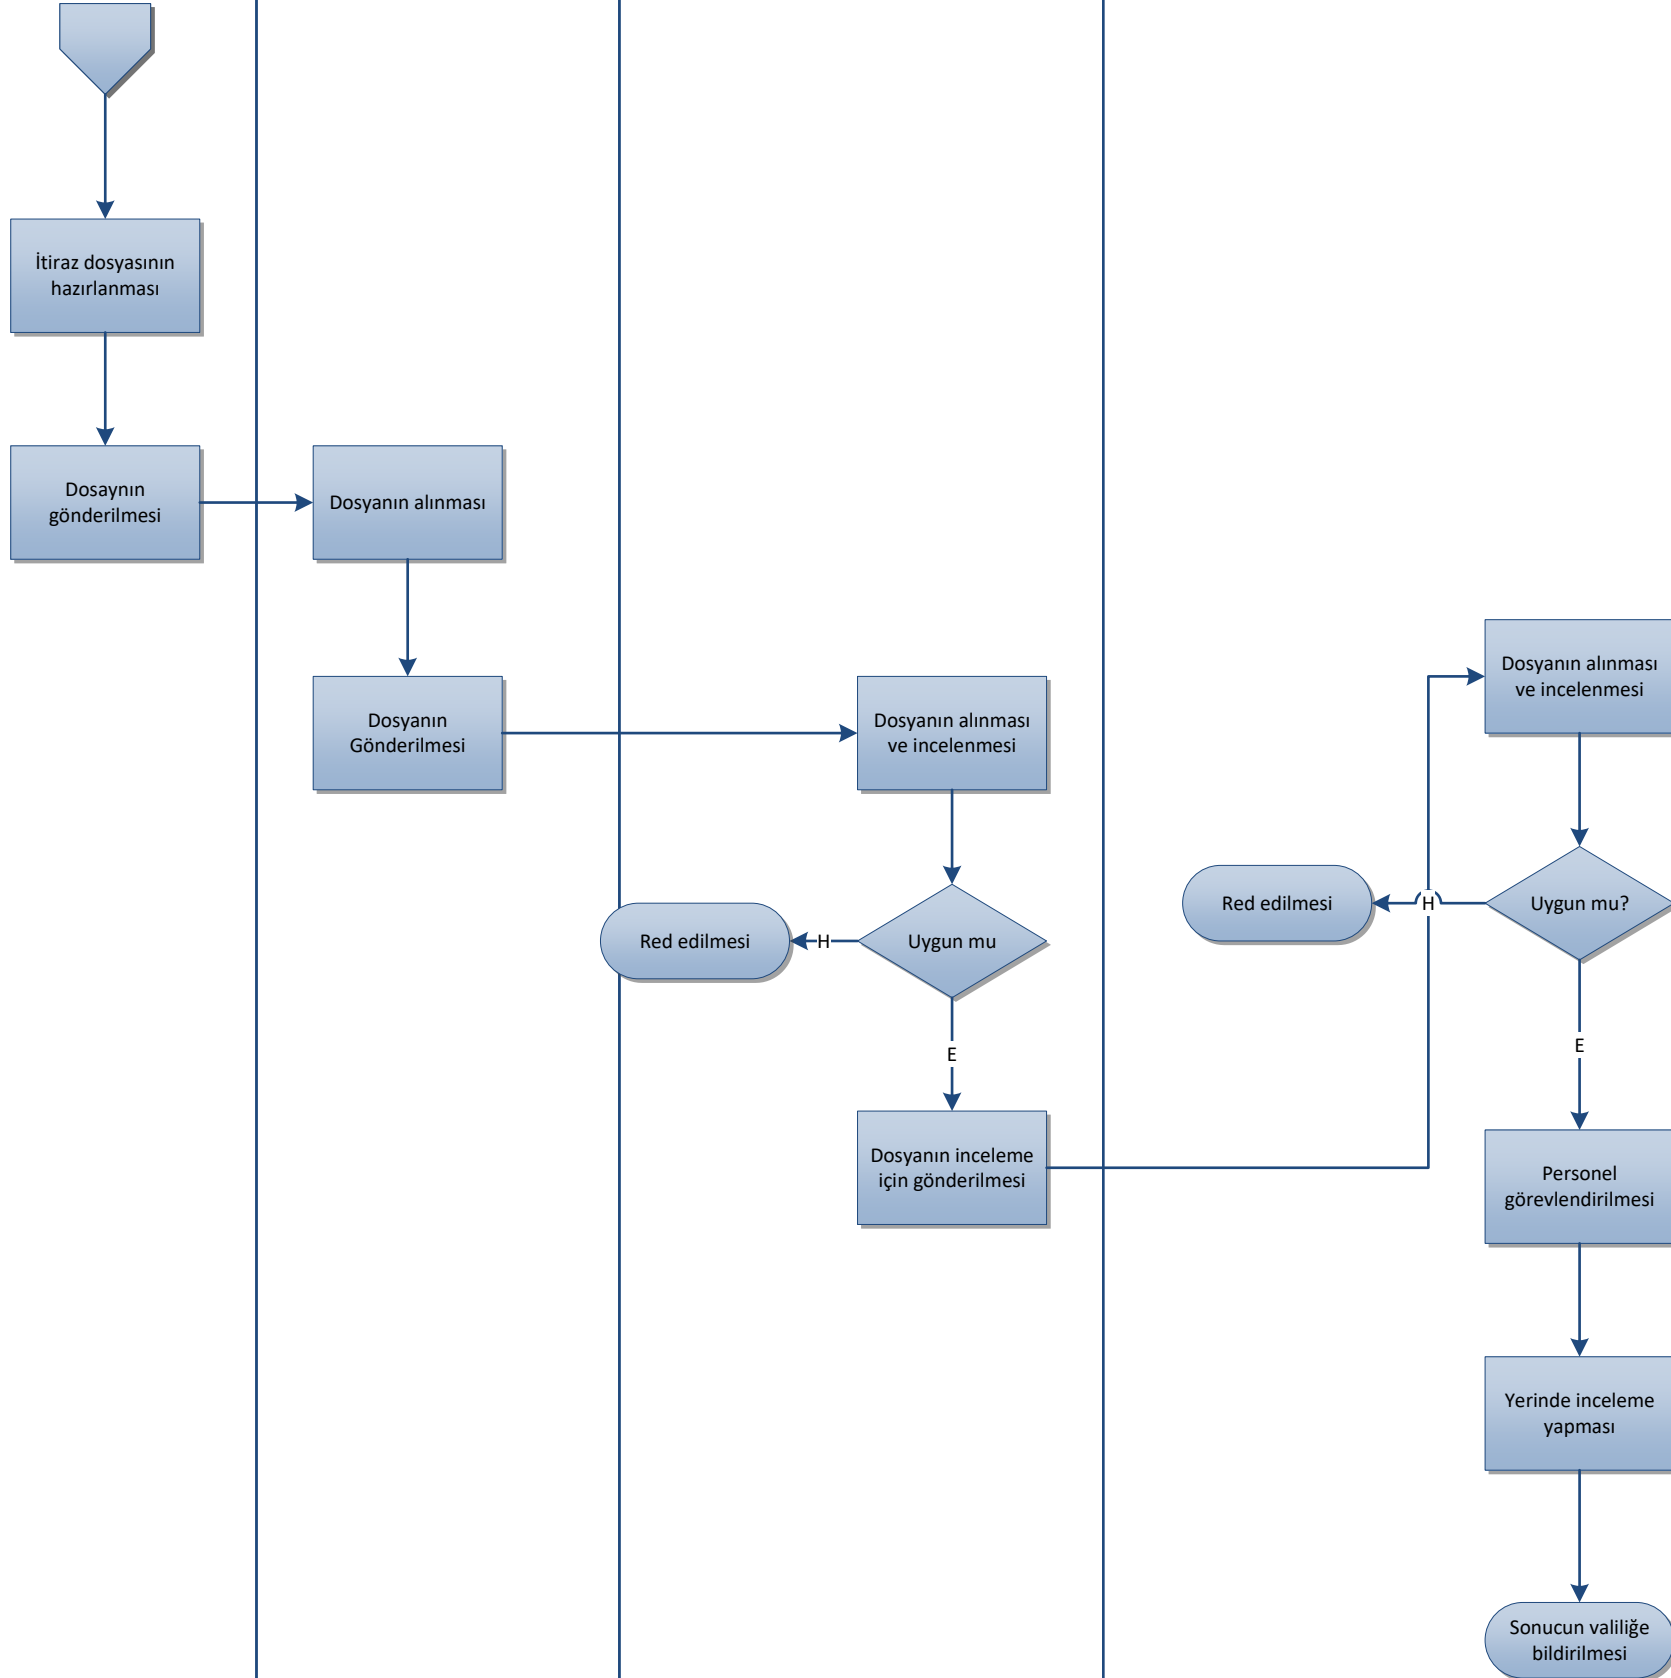 İtiraz dosyasının
hazırlanması
Dosaynın
gönderilmesi
Dosyanın alınması
Dosyanın
Gönderilmesi
Dosyanın alınması
ve incelenmesi
Uygun mu
H
Red edilmesi
E
Dosyanın inceleme
için gönderilmesi
Dosyanın alınması
ve incelenmesi
Uygun mu?
H
Red edilmesi
E
Personel
görevlendirilmesi
Yerinde inceleme
yapması
Sonucun valiliğe
bildirilmesi